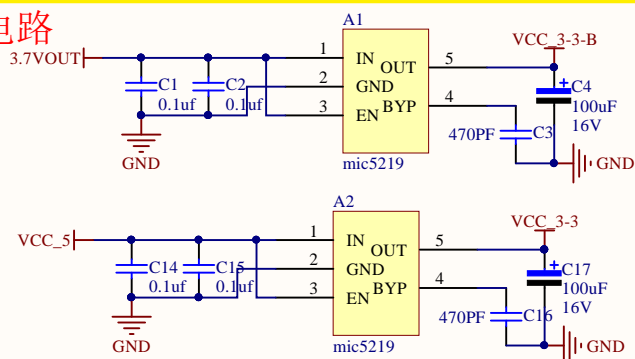 电路
A1
VCC_3-3-B
3.7VOUT
1
IN
OUT
5
C1
C2
2
GND
C4
0.1uf
0.1uf
3
EN
BYP
4
100uF
16V
470PF
C3
GND
GND
mic5219
A2
VCC_3-3
VCC_5
1
IN
OUT
5
C14
C15
2
GND
C17
0.1uf
0.1uf
3
EN
BYP
4
100uF
16V
470PF
C16
GND
GND
mic5219